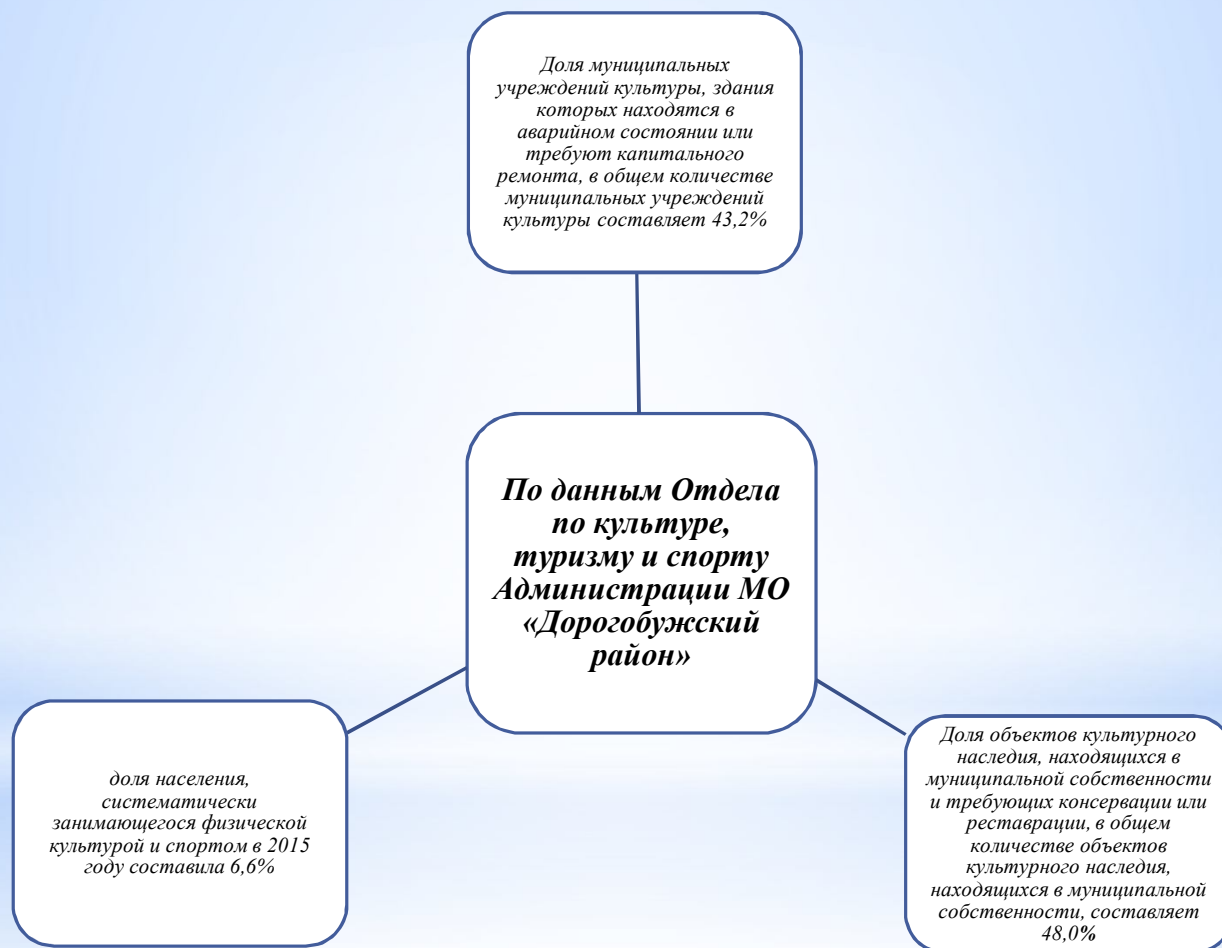 Доля муниципальных
учреждений культуры, здания
которых находятся в
аварийном состоянии или
требуют капитального
ремонта, в общем количестве
муниципальных учреждений
культуры составляет 43,2%
По данным Отдела
по культуре,
туризму и спорту
Администрации МО
«Дорогобужский
район»
доля населения,
систематически
занимающегося физической
культурой и спортом в 2015
году составила 6,6%
Доля объектов культурного
наследия, находящихся в
муниципальной собственности
и требующих консервации или
реставрации, в общем
количестве объектов
культурного наследия,
находящихся в муниципальной
собственности, составляет
48,0%